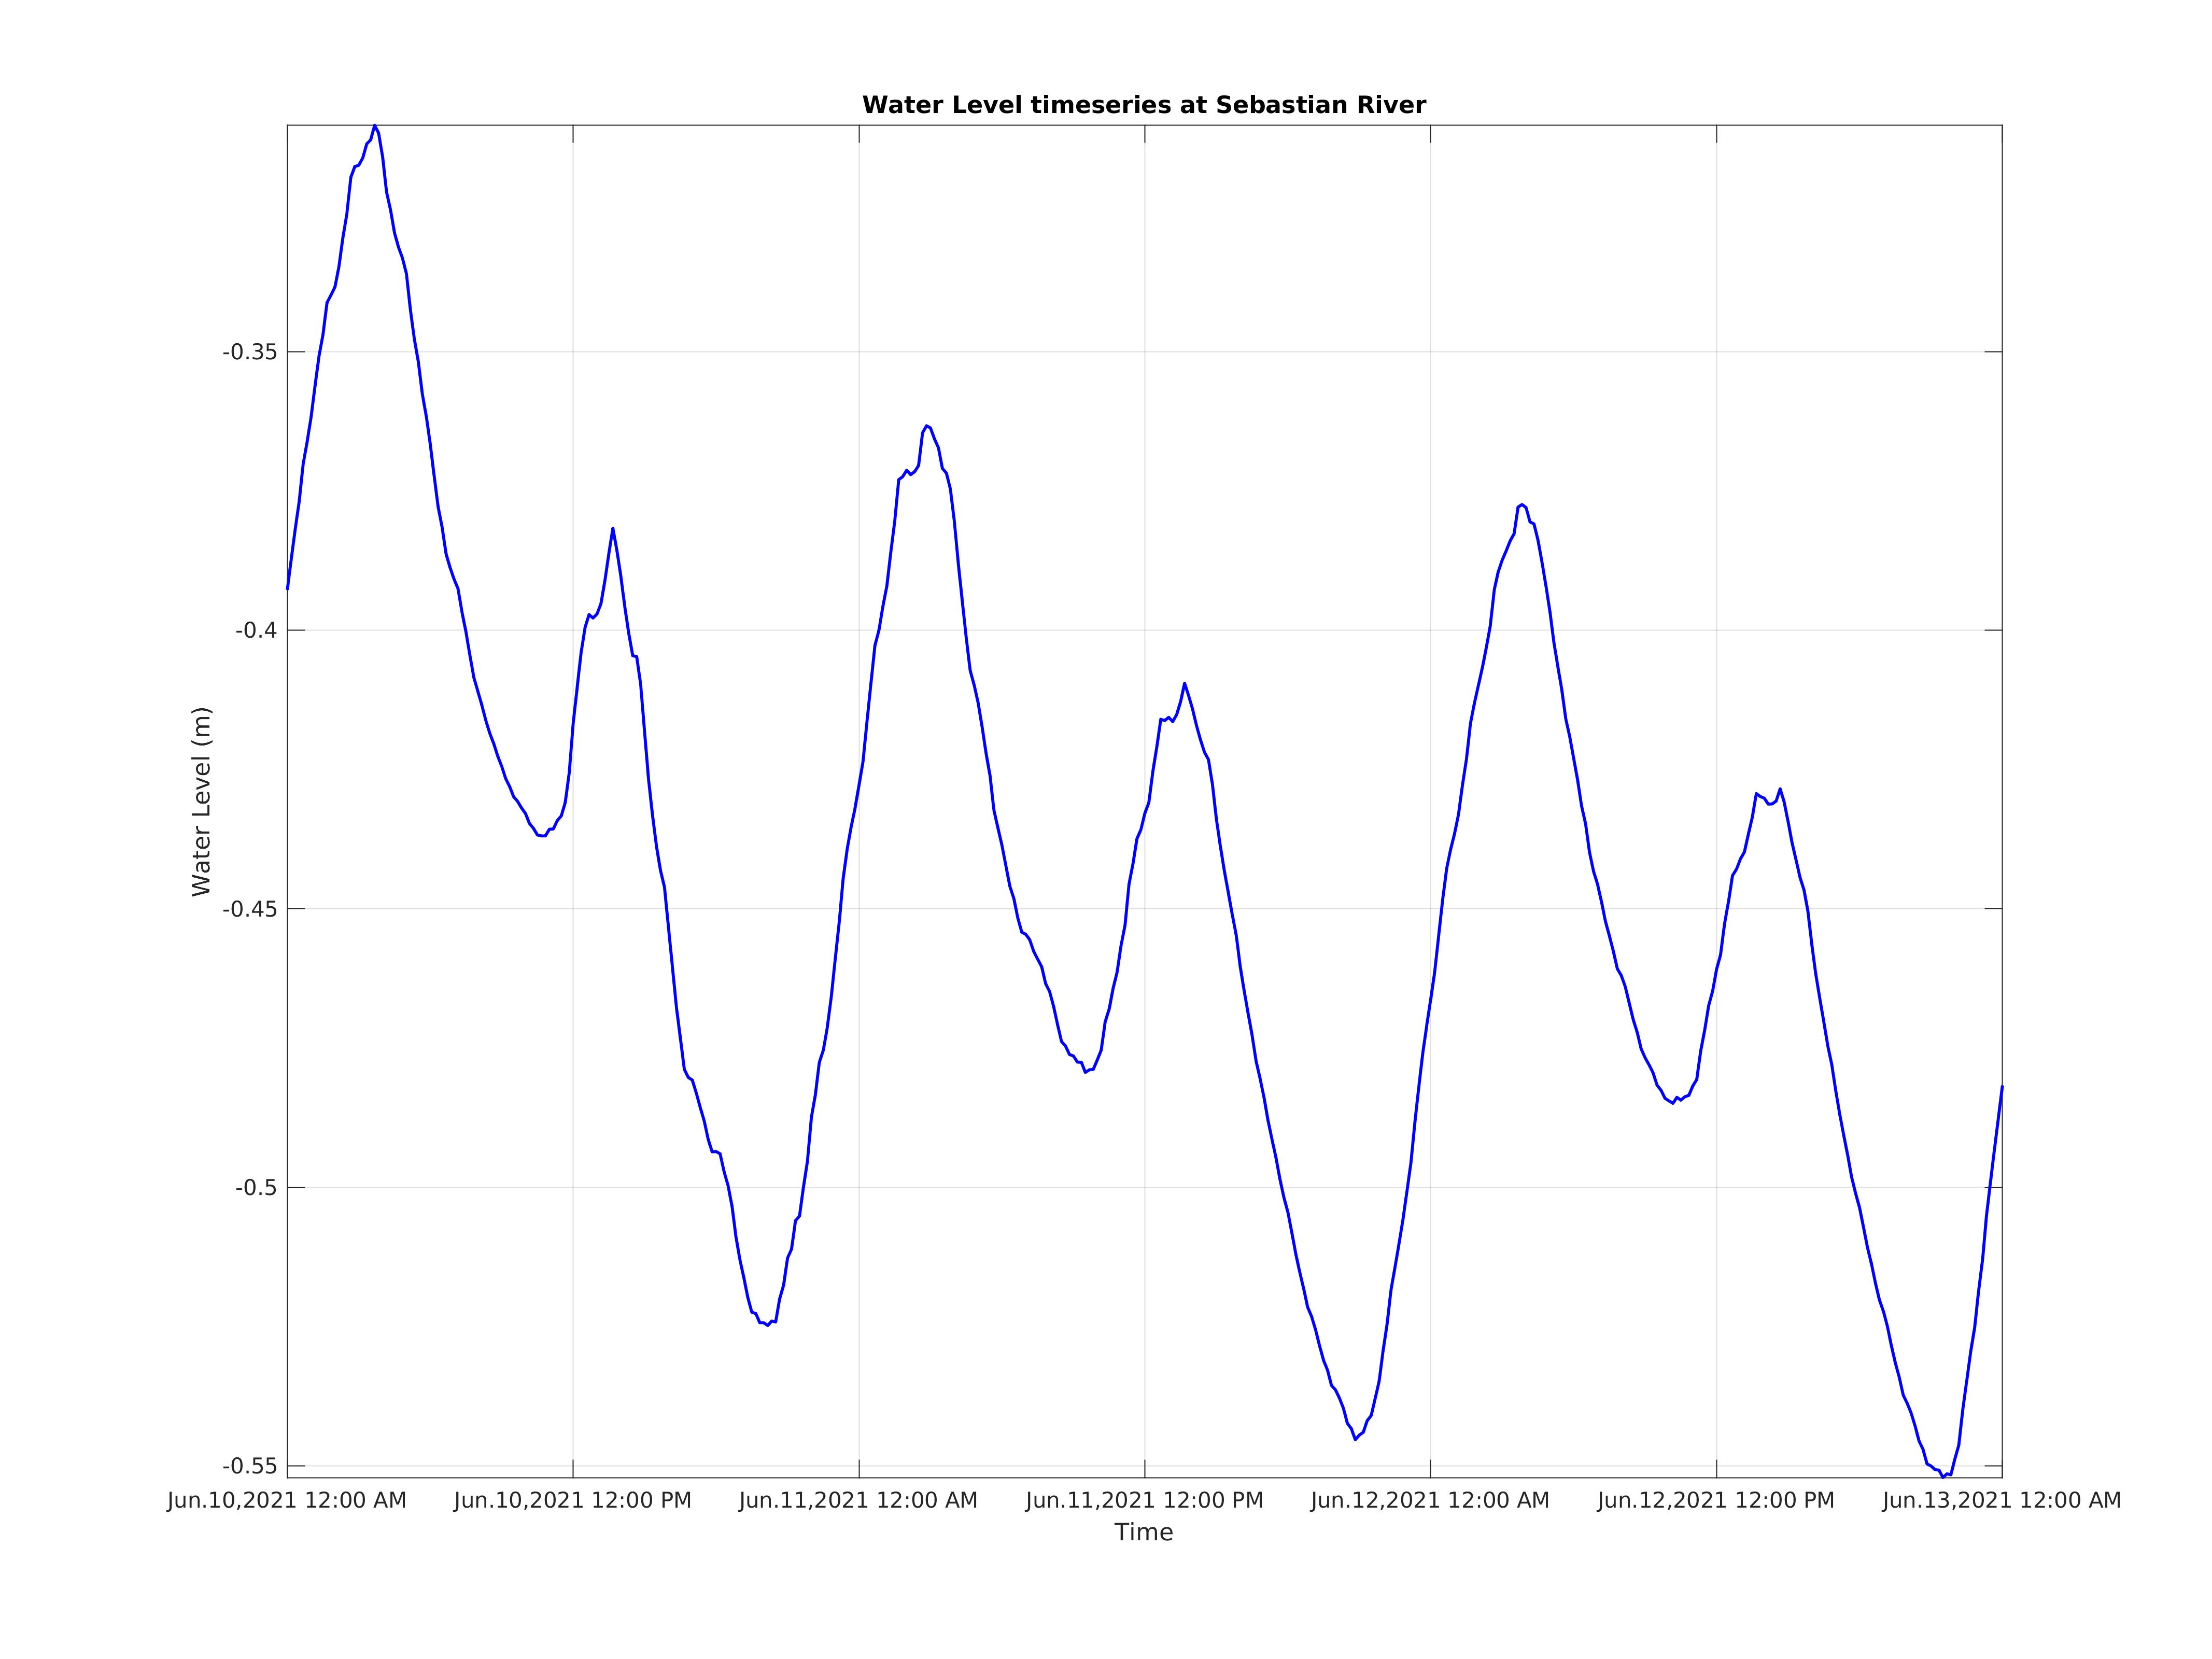 Water Level timeseries at Sebastian River
Water Level (m)
-0.35
-0.4
-0.45
-0.5
-0.55
Jun.10,2021 12:00 AM
Jun.10,2021 12:00 PM
Jun.11,2021 12:00 AM
Jun.11,2021 12:00 PM
Jun.12,2021 12:00 AM
Jun.12,2021 12:00 PM
Jun.13,2021 12:00 AM
Time